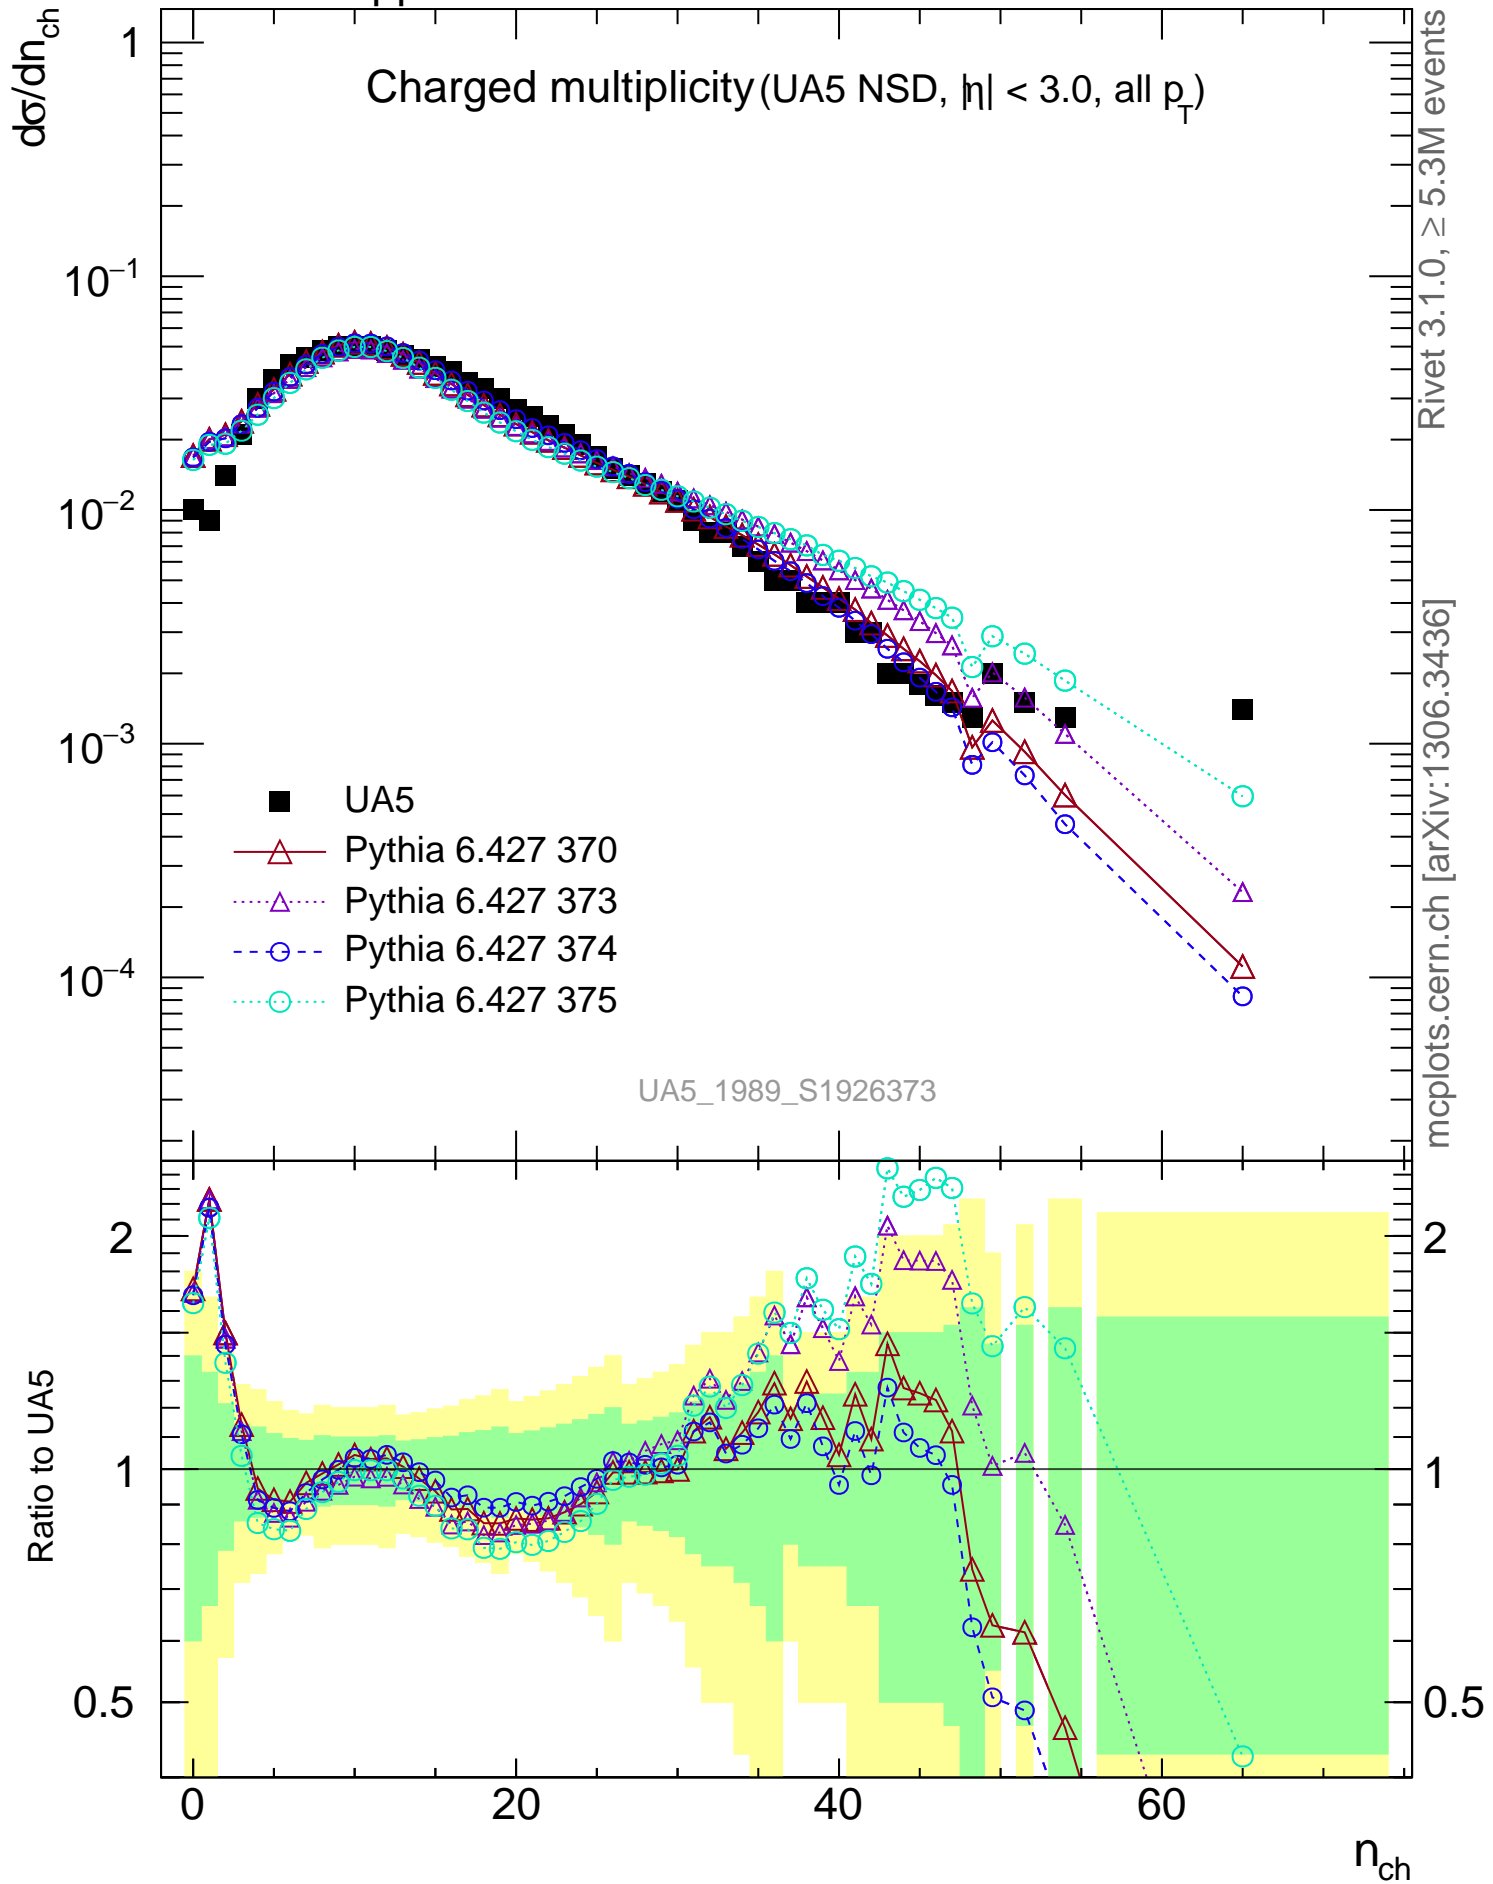 dσ/dn_ch
Charged multiplicity (UA5 NSD, |η| < 3.0, all p_T)
1
10^−1
10^−2
10^−3
10^−4
UA5
Pythia 6.427 370
Pythia 6.427 373
Pythia 6.427 374
Pythia 6.427 375
UA5_1989_S1926373
Rivet 3.1.0, ≥ 5.3M events
mcplots.cern.ch [arXiv:1306.3436]
Ratio to UA5
2
1
0.5
2
1
0.5
0 20 40 60
n_ch